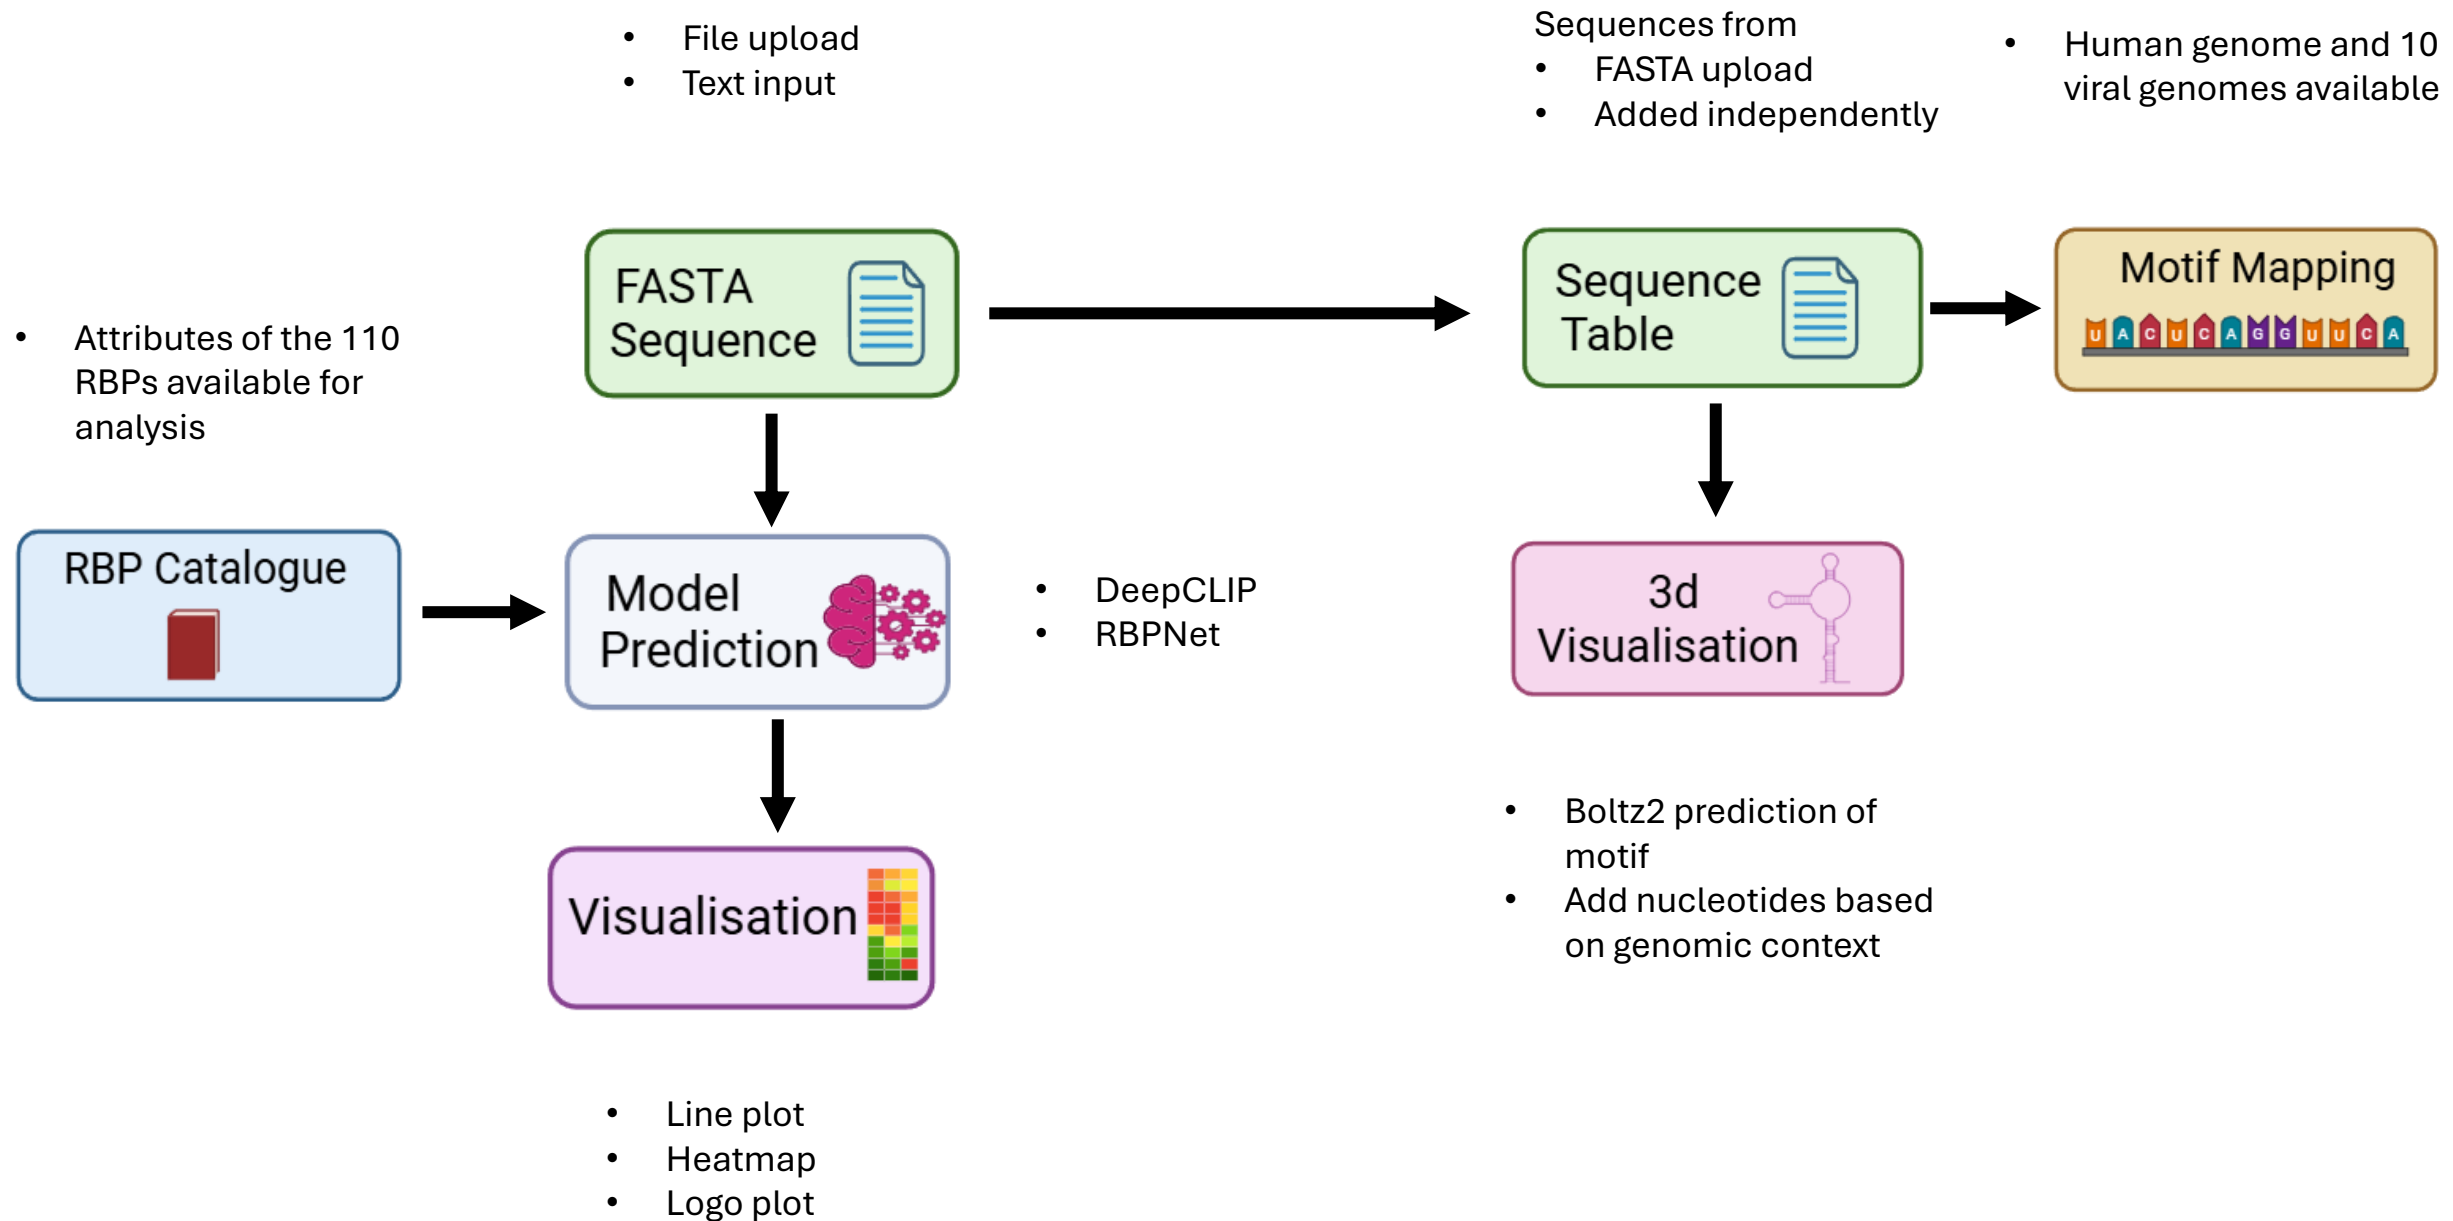 • File upload
• Text input
Sequences from
• FASTA upload
• Added independently
• Human genome and 10
viral genomes available
• Attributes of the 110
RBPs available for
analysis
FASTA
Sequence
Sequence
Table
Motif Mapping
U A C U C A G G U U C A
RBP Catalogue
Model
Prediction
• DeepCLIP
• RBPNet
3d
Visualisation
Visualisation
• Boltz2 prediction of
motif
• Add nucleotides based
on genomic context
• Line plot
• Heatmap
• Logo plot